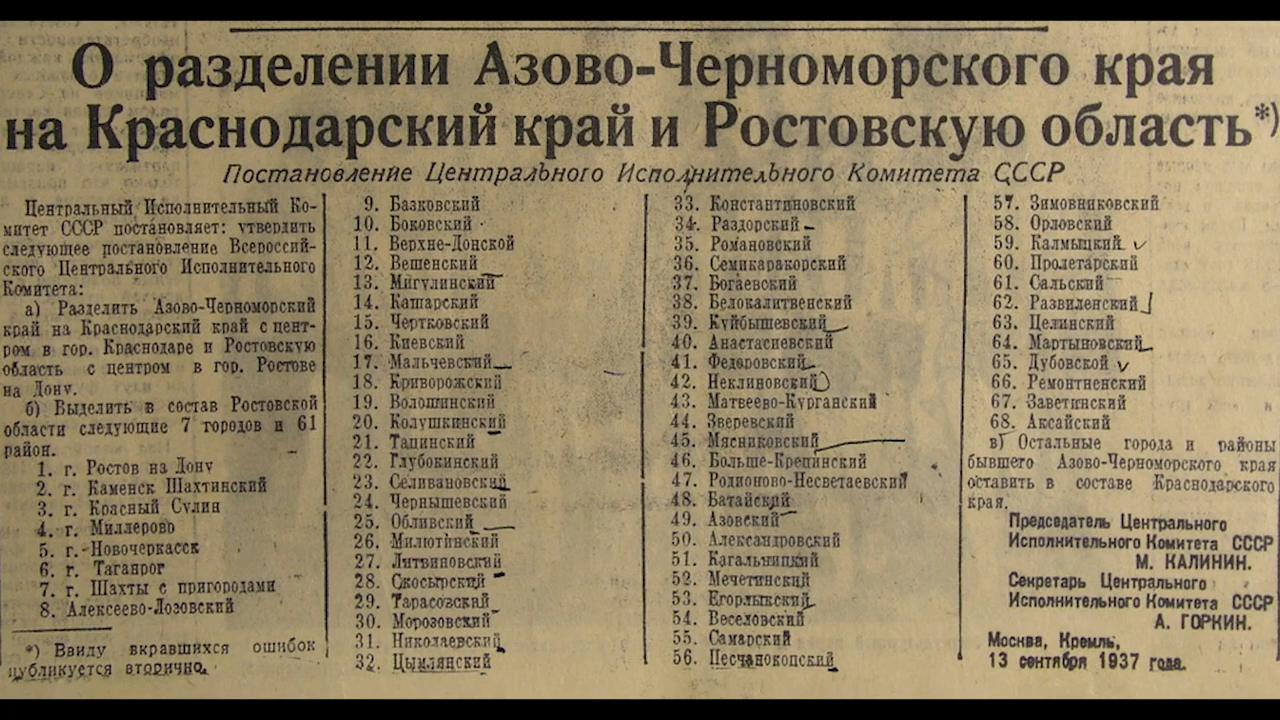 О разделении Азово-Черноморского края
на Краснодарский край и Ростовскую область*)
Постановление Центрального Исполнительного Комитета СССР
Центральный Исполнительный Ко-
митет СССР постановляет: утвердить
следующее постановление Всероссий-
ского Центрального Исполнительного
Комитета:
а) Разделить Азово-Черноморский
край на Краснодарский край с цент-
ром в гор. Краснодаре и Ростовскую
область с центром в гор. Ростове
на Дону.
б) Выделить в состав Ростовской
области следующие 7 городов и 61
район.
1. г. Ростов на Дону
2. г. Каменск Шахтинский
3. г. Красный Сулин
4. г. Миллерово
5. г. Новочеркасск
6. г. Таганрог
7. г. Шахты с пригородами
8. Алексеево-Лозовский
*) Ввиду вкравшихся ошибок
публикуется вторично.
9. Базковский
10. Боковский
11. Верхне-Донской
12. Вешенский
13. Мигулинский
14. Кашарский
15. Чертковский
16. Киевский
17. Мальчевский
18. Криворожский
19. Волошинский
20. Колушкинский
21. Тацинский
22. Глубокинский
23. Селивановский
24. Чернышевский
25. Обливский
26. Милютинский
27. Литвиновский
28. Скосырский
29. Тарасовский
30. Морозовский
31. Николаевский
32. Цымлянский
33. Константиновский
34. Раздорский
35. Романовский
36. Семикаракорский
37. Богаевский
38. Белокалитвенский
39. Куйбышевский
40. Анастасиевский
41. Федоровский
42. Неклиновский
43. Матвеево-Курганский
44. Зверевский
45. Мясниковский
46. Больше-Крепинский
47. Родионово-Несветаевский
48. Батайский
49. Азовский
50. Александровский
51. Кагальницкий
52. Мечетинский
53. Егорлыкский
54. Веселовский
55. Самарский
56. Песчанокопский
57. Зимовниковский
58. Орловский
59. Калмыцкий
60. Пролетарский
61. Сальский
62. Развиленский
63. Целинский
64. Мартыновский
65. Дубовской
66. Ремонтненский
67. Заветинский
68. Аксайский
в) Остальные города и районы
бывшего Азово-Черноморского края
оставить в составе Краснодарского
края.
Председатель Центрального
Исполнительного Комитета СССР
М. КАЛИНИН.
Секретарь Центрального
Исполнительного Комитета СССР
А. ГОРКИН.
Москва, Кремль,
13 сентября 1937 года.